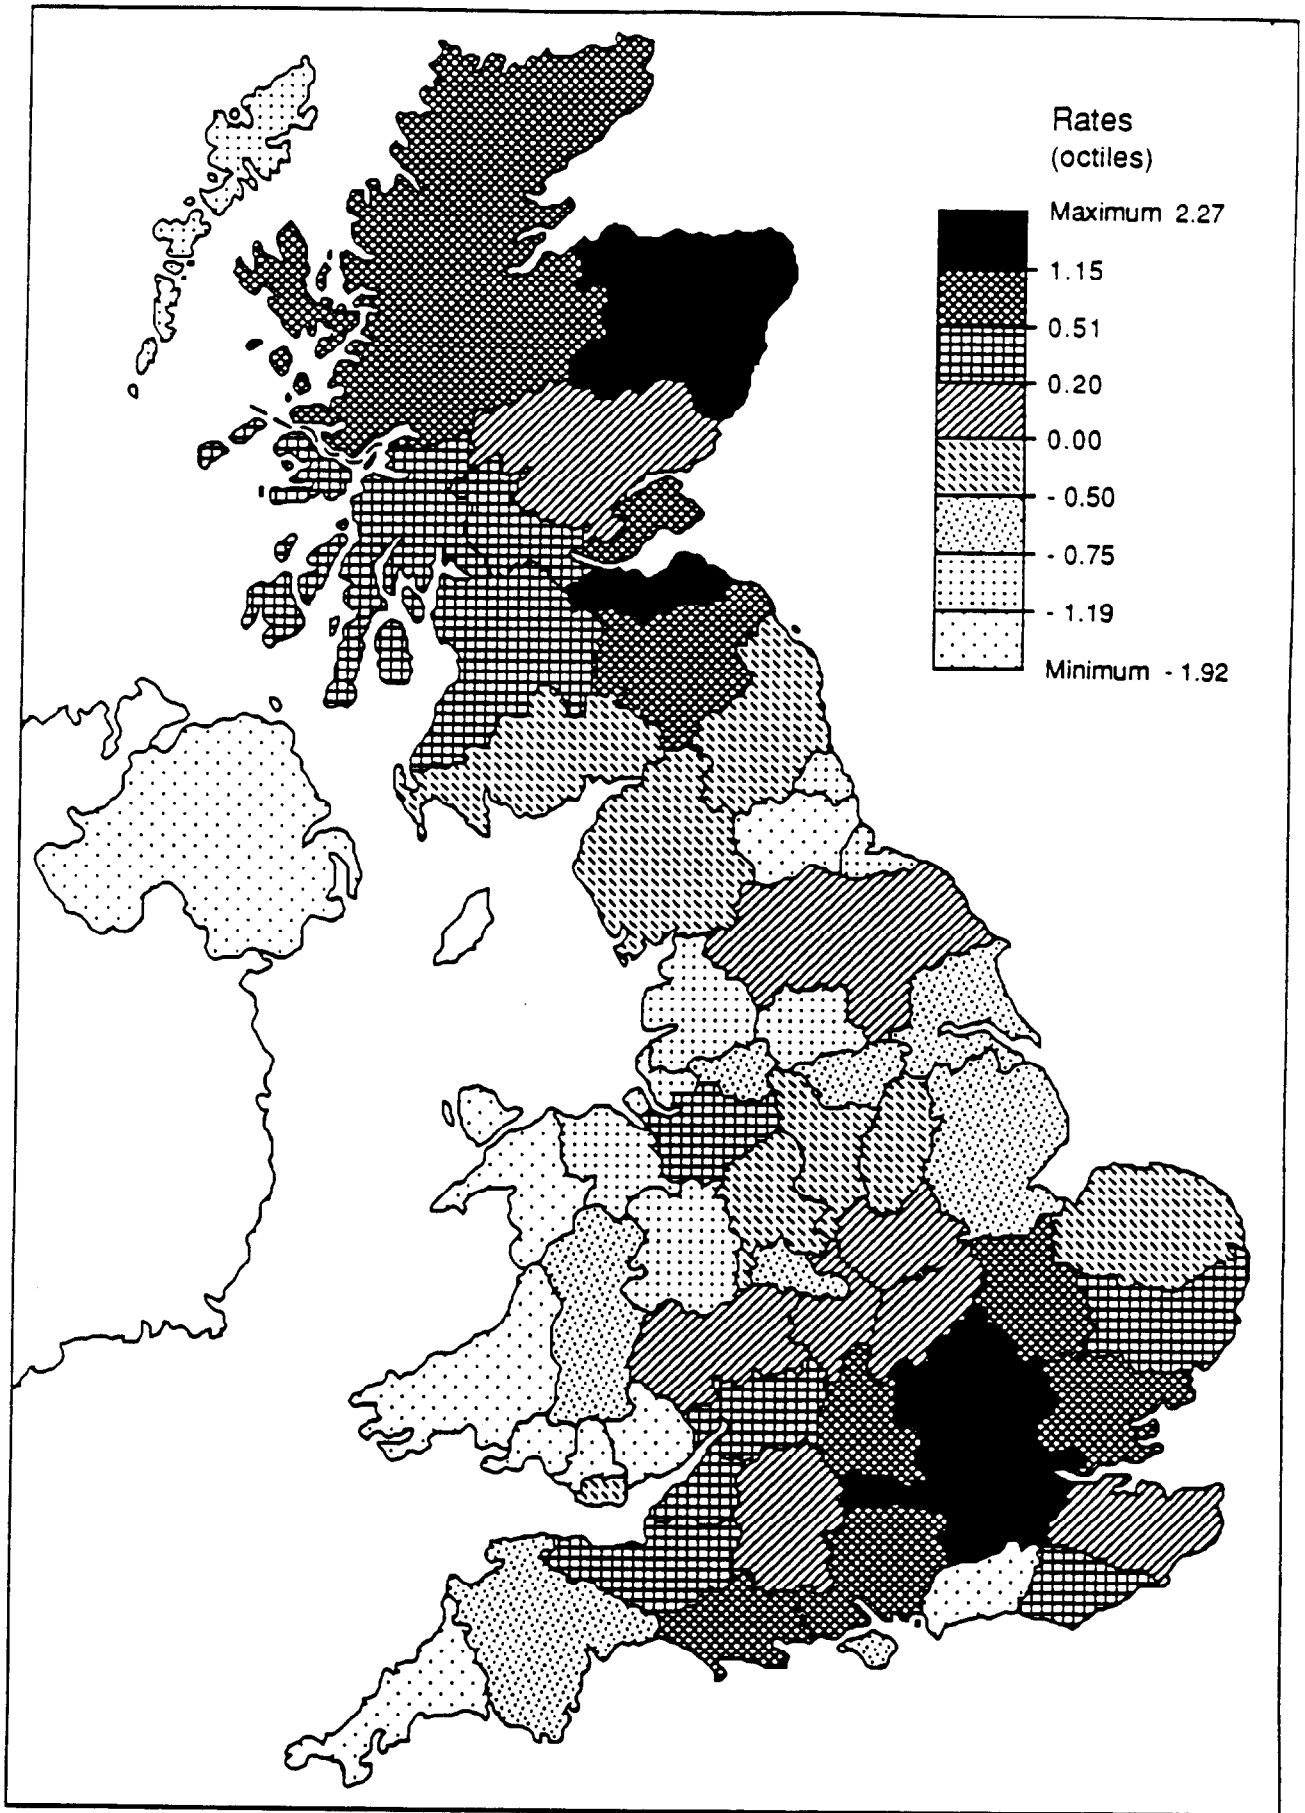 Rates
(octiles)
Maximum 2.27
1.15
0.51
0.20
0.00
- 0.50
- 0.75
- 1.19
Minimum - 1.92